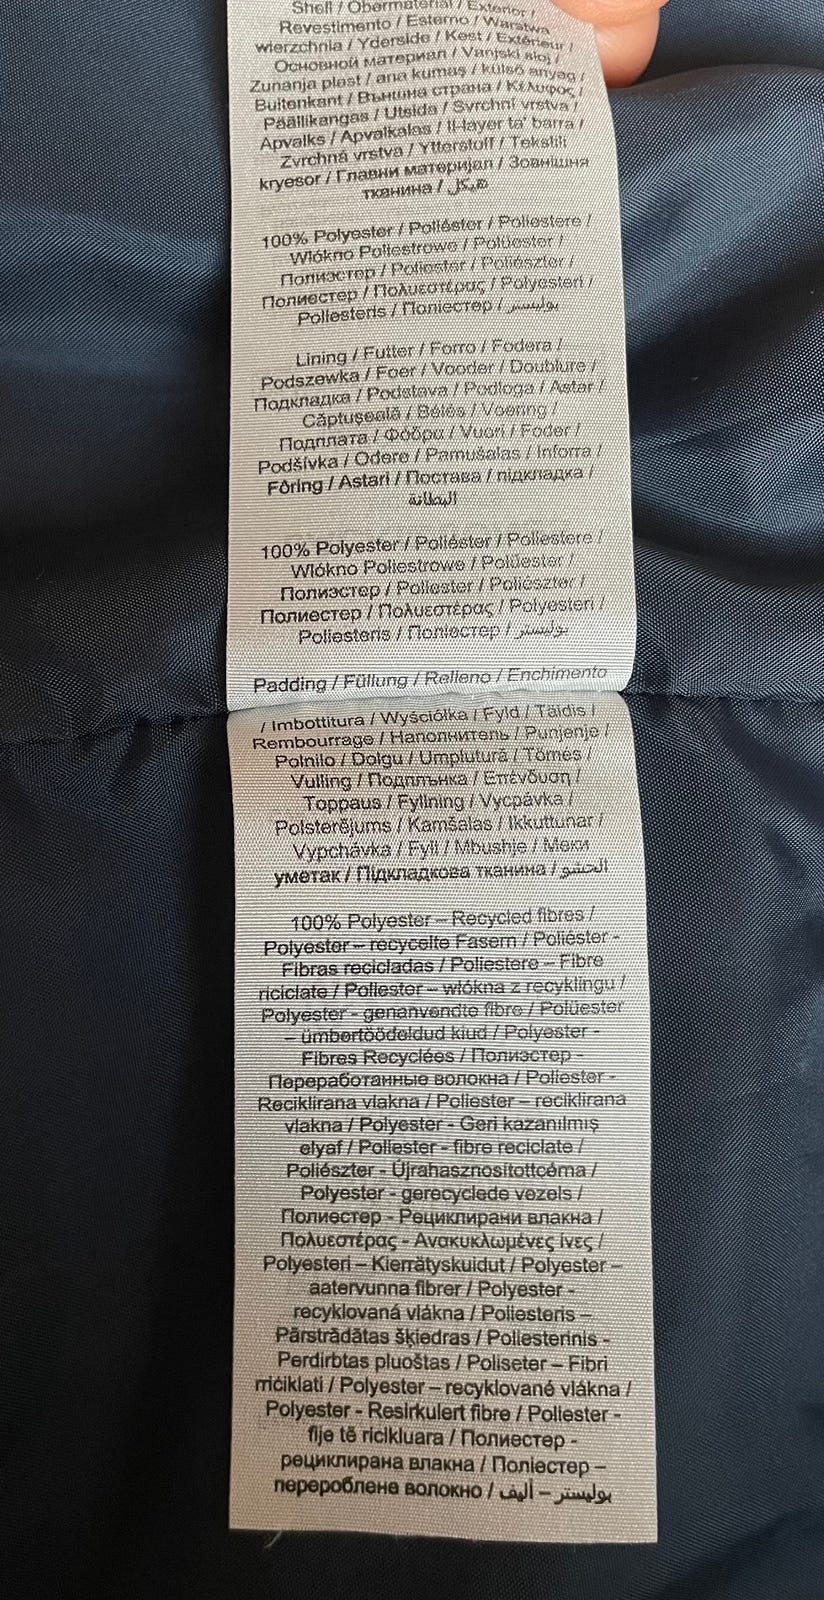 Shell / Obermaterial / Exterior /
Revestimento / Esterno / Warstwa
wierzchnia / Yderside / Kest / Extérieur /
Основной материал / Vanjski sloj /
Zunanja plast / ana kumaş / külső anyag /
Buitenkant / Външна страна / Κέλυφος /
Päällikangas / Utsida / Svrchní vrstva /
Apvalks / Apvalkalas / Il-layer ta' barra /
Zvrchná vrstva / Ytterstoff / Tekstili
kryesor / Главни материјал / Зовнішня
тканина / هيكل
100% Polyester / Poliéster / Poliestere /
Włókno Poliestrowe / Polüester /
Полиэстер / Poliester / Poliészter /
Полиестер / Πολυεστέρας / Polyesteri /
Poliesteris / Поліестер / بوليستر
Lining / Futter / Forro / Fodera /
Podszewka / Foer / Vooder / Doublure /
Подкладка / Podstava / Podloga / Astar /
Căptuşeală / Bélés / Voering /
Подплата / Φόδρα / Vuori / Foder /
Podšívka / Odere / Pamušalas / Inforra /
Fôring / Astari / Постава / підкладка /
البطانة
100% Polyester / Poliéster / Poliestere /
Włókno Poliestrowe / Polüester /
Полиэстер / Poliester / Poliészter /
Полиестер / Πολυεστέρας / Polyesteri /
Poliesteris / Поліестер / بوليستر
Padding / Füllung / Relleno / Enchimento
/ Imbottitura / Wyściółka / Fyld / Täidis /
Rembourrage / Наполнитель / Punjenje /
Polnilo / Dolgu / Umplutură / Tömés /
Vulling / Подплънка / Επένδυση /
Toppaus / Fyllning / Vycpávka /
Polsterējums / Kamšalas / Ikkuttunar /
Vypchávka / Fyll / Mbushje / Меки
уметак / Підкладкова тканина / الحشو
100% Polyester – Recycled fibres /
Polyester – recycelte Fasern / Poliéster -
Fibras recicladas / Poliestere – Fibre
riciclate / Poliester – włókna z recyklingu /
Polyester - genanvendte fibre / Polüester
– ümbertöödeldud kiud / Polyester -
Fibres Recyclées / Полиэстер -
Переработанные волокна / Poliester -
Reciklirana vlakna / Poliester – reciklirana
vlakna / Polyester - Geri kazanılmış
elyaf / Poliester - fibre reciclate /
Poliészter - Újrahasznosítottcérna /
Polyester - gerecyclede vezels /
Полиестер - Рециклирани влакна /
Πολυεστέρας - Ανακυκλωμένες ίνες /
Polyesteri – Kierrätyskuidut / Polyester –
aatervunna fibrer / Polyester -
recyklovaná vlákna / Poliesteris –
Pārstrādātas šķiedras / Poliesterinis -
Perdirbtas pluoštas / Poliseter – Fibri
rriċiklati / Polyester – recyklované vlákna /
Polyester - Resirkulert fibre / Poliester -
fije të ricikluara / Полиестер -
рециклирана влакна / Поліестер –
перероблене волокно / بوليستر – أليف